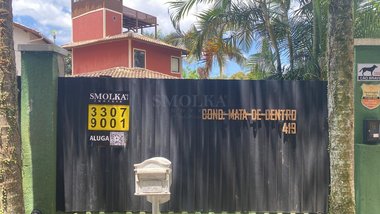 SMOLKA
3307
9001
ALUGA
SMOLKA
COND. MATA DE DENTRO
419